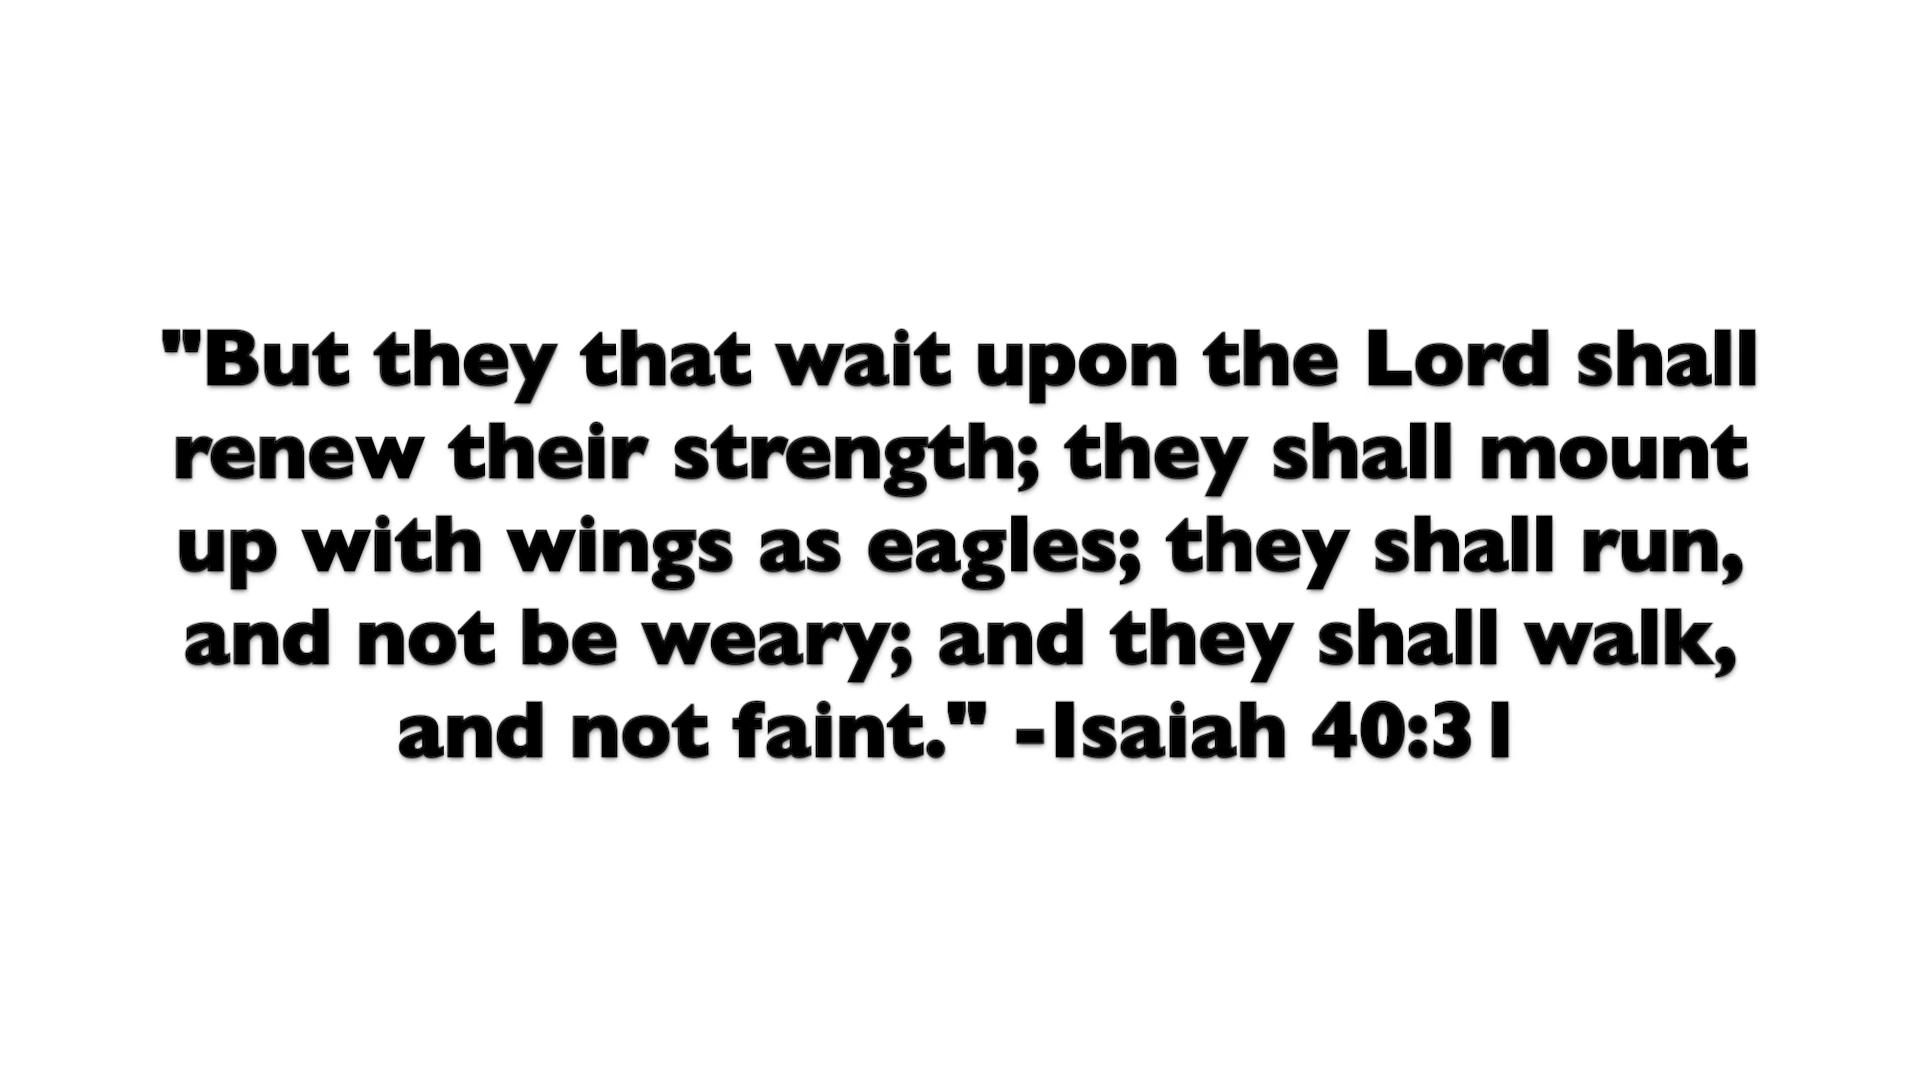 "But they that wait upon the Lord shall
renew their strength; they shall mount
up with wings as eagles; they shall run,
and not be weary; and they shall walk,
and not faint." -Isaiah 40:31